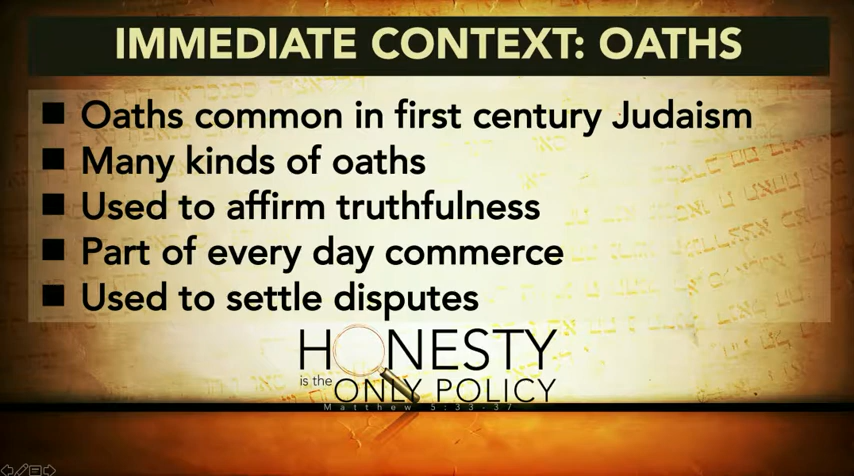 IMMEDIATE CONTEXT: OATHS
■ Oaths common in first century Judaism
■ Many kinds of oaths
■ Used to affirm truthfulness
■ Part of every day commerce
■ Used to settle disputes
HONESTY
is the ONLY POLICY
Matthew 5:33-37